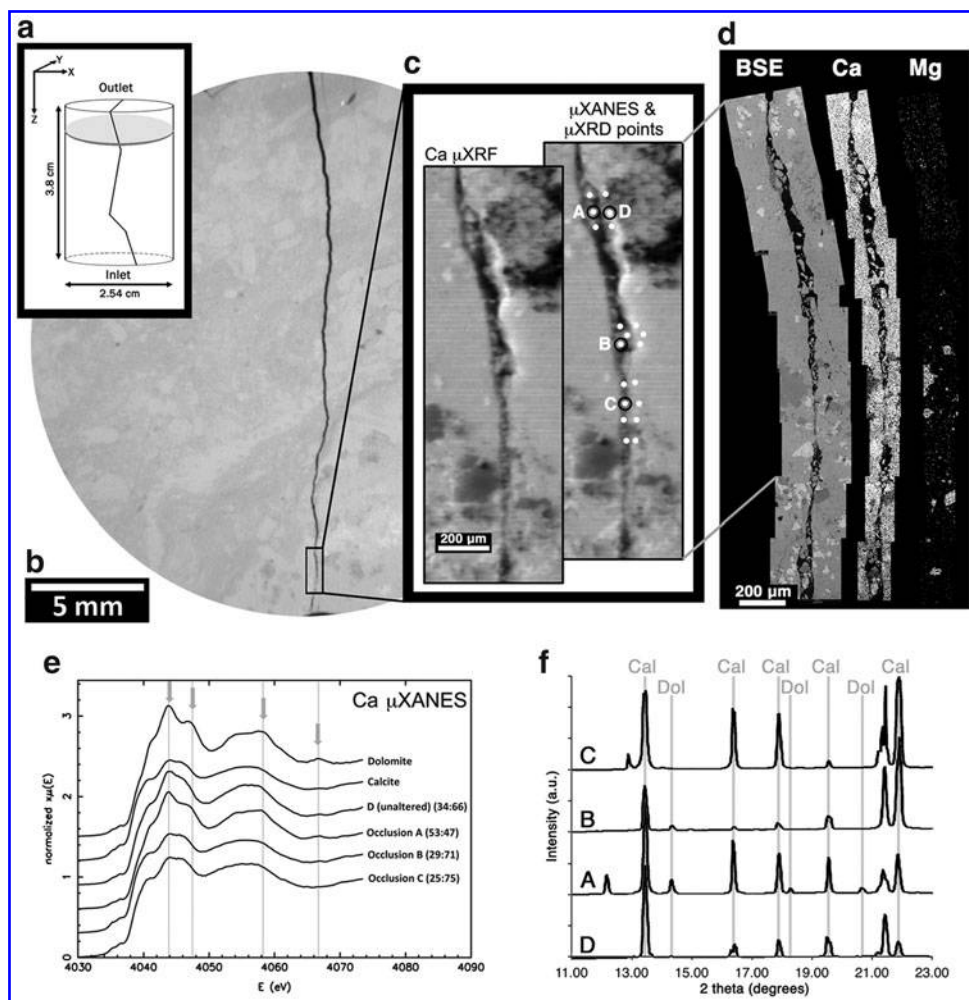 a
Y
X
Z
Outlet
3.8 cm
Inlet
2.54 cm
b
5 mm
c
Ca μXRF
μXANES &
μXRD points
A
D
B
C
200 μm
d
BSE Ca Mg
200 μm
e
Ca μXANES
normalized xμ(E)
3
2
1
0
Dolomite
Calcite
D (unaltered) (34:66)
Occlusion A (53:47)
Occlusion B (29:71)
Occlusion C (25:75)
4030 4040 4050 4060 4070 4080 4090
E (eV)
f
Cal Cal Cal Cal Cal
Dol Dol Dol
Intensity (a.u.)
C
B
A
D
11.00 13.00 15.00 17.00 19.00 21.00 23.00
2 theta (degrees)